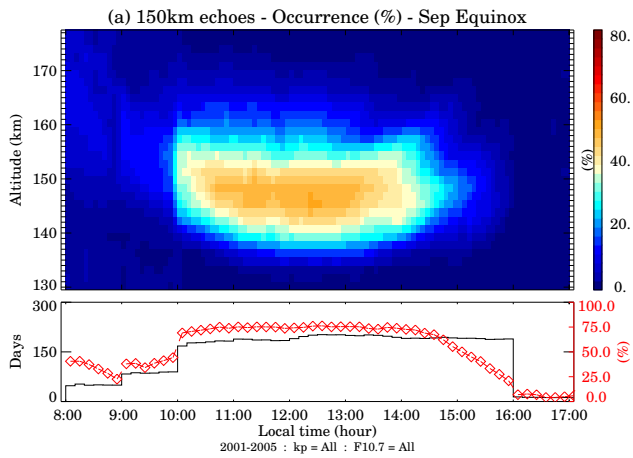 (a) 150km echoes - Occurrence (%) - Sep Equinox
170
160
150
140
130
Altitude (km)
80.
0.
(%)
300
150
0
Days
100.0
75.0
50.0
25.0
0.0
(%)
8:00 9:00 10:00 11:00 12:00 13:00 14:00 15:00 16:00 17:00
Local time (hour)
2001-2005 : kp = All : F10.7 = All